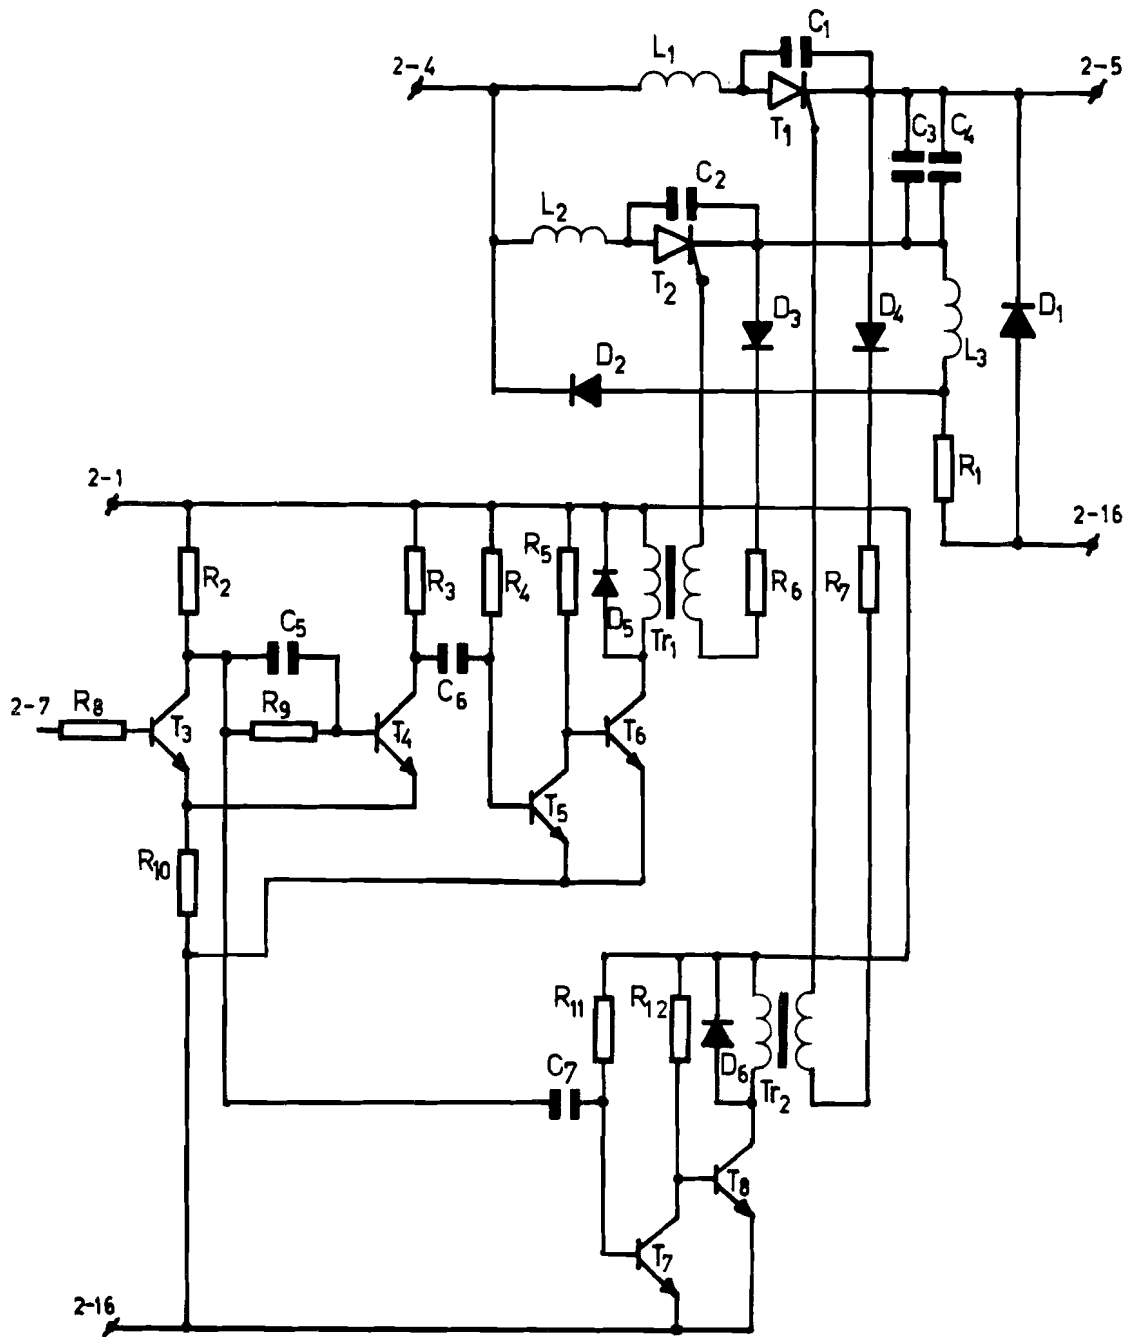 C1
L1
2-4
2-5
T1
C3
C4
C2
L2
T2
D3
D4
D1
L3
D2
R1
2-1
2-16
R2
R3
R4
R5
D5
Tr1
R6
R7
C5
C6
2-7
R8
T3
R9
T4
T6
T5
R10
R11
R12
C7
D6
Tr2
T8
T7
2-16